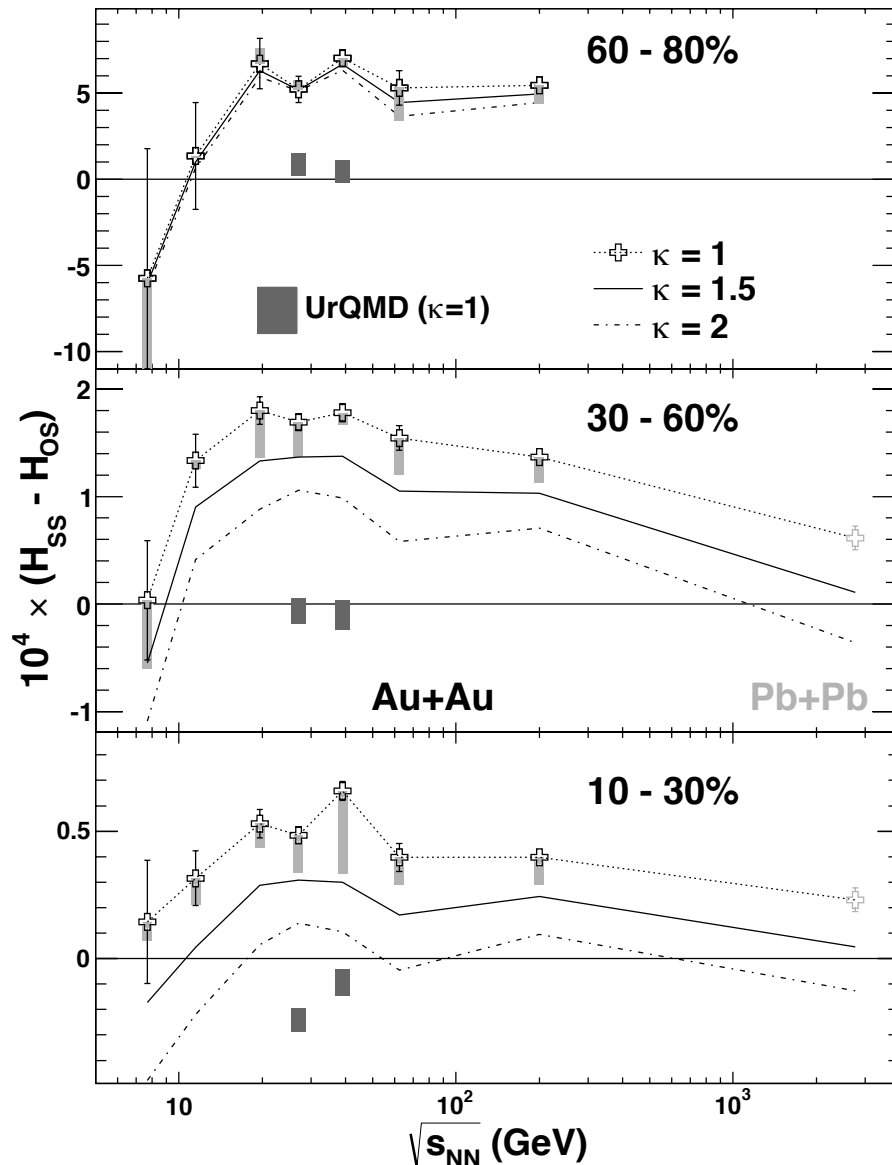 60 - 80%
5
0
-5
-10
κ = 1
κ = 1.5
κ = 2
UrQMD (κ=1)
30 - 60%
2
1
0
-1
Au+Au
Pb+Pb
10 - 30%
0.5
0
10
10²
10³
10⁴ × (H_SS - H_OS)
√s_NN (GeV)